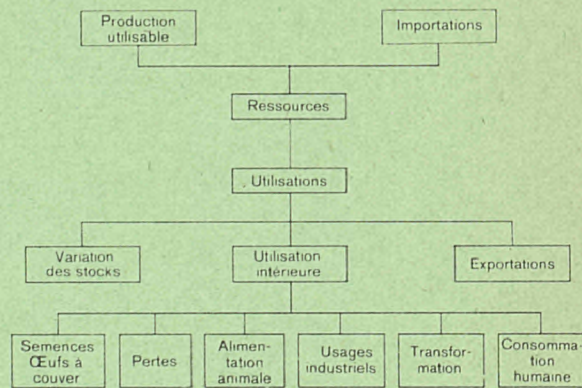 Production
utilisable
Importations
Ressources
Utilisations
Variation
des stocks
Utilisation
intérieure
Exportations
Semences
Œufs à
couver
Pertes
Alimen-
tation
animale
Usages
industriels
Transfor-
mation
Consomma-
tion
humaine